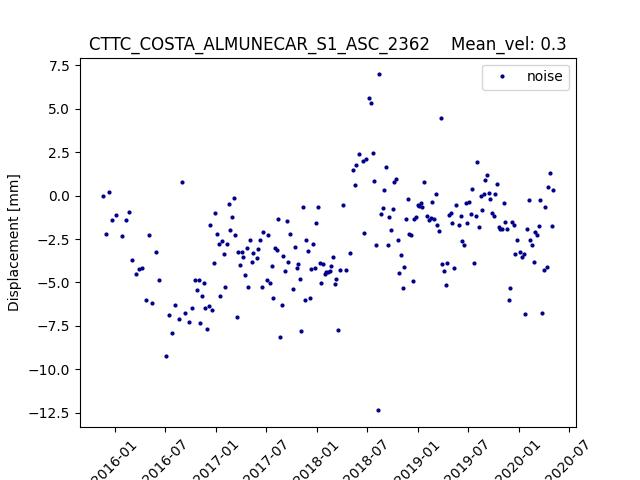 CTTC_COSTA_ALMUNECAR_S1_ASC_2362 Mean_vel: 0.3
noise
Displacement [mm]
7.5
5.0
2.5
0.0
−2.5
−5.0
−7.5
−10.0
−12.5
2016-01 2016-07 2017-01 2017-07 2018-01 2018-07 2019-01 2019-07 2020-01 2020-07